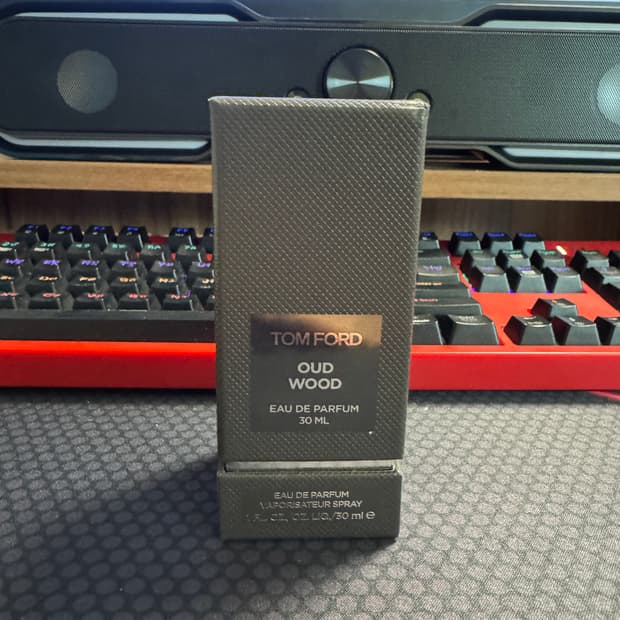 TOM FORD
OUD
WOOD
EAU DE PARFUM
30 ML
EAU DE PARFUM
VAPORISATEUR SPRAY
1 FL. OZ. / OZ. LIQ./30 ml e